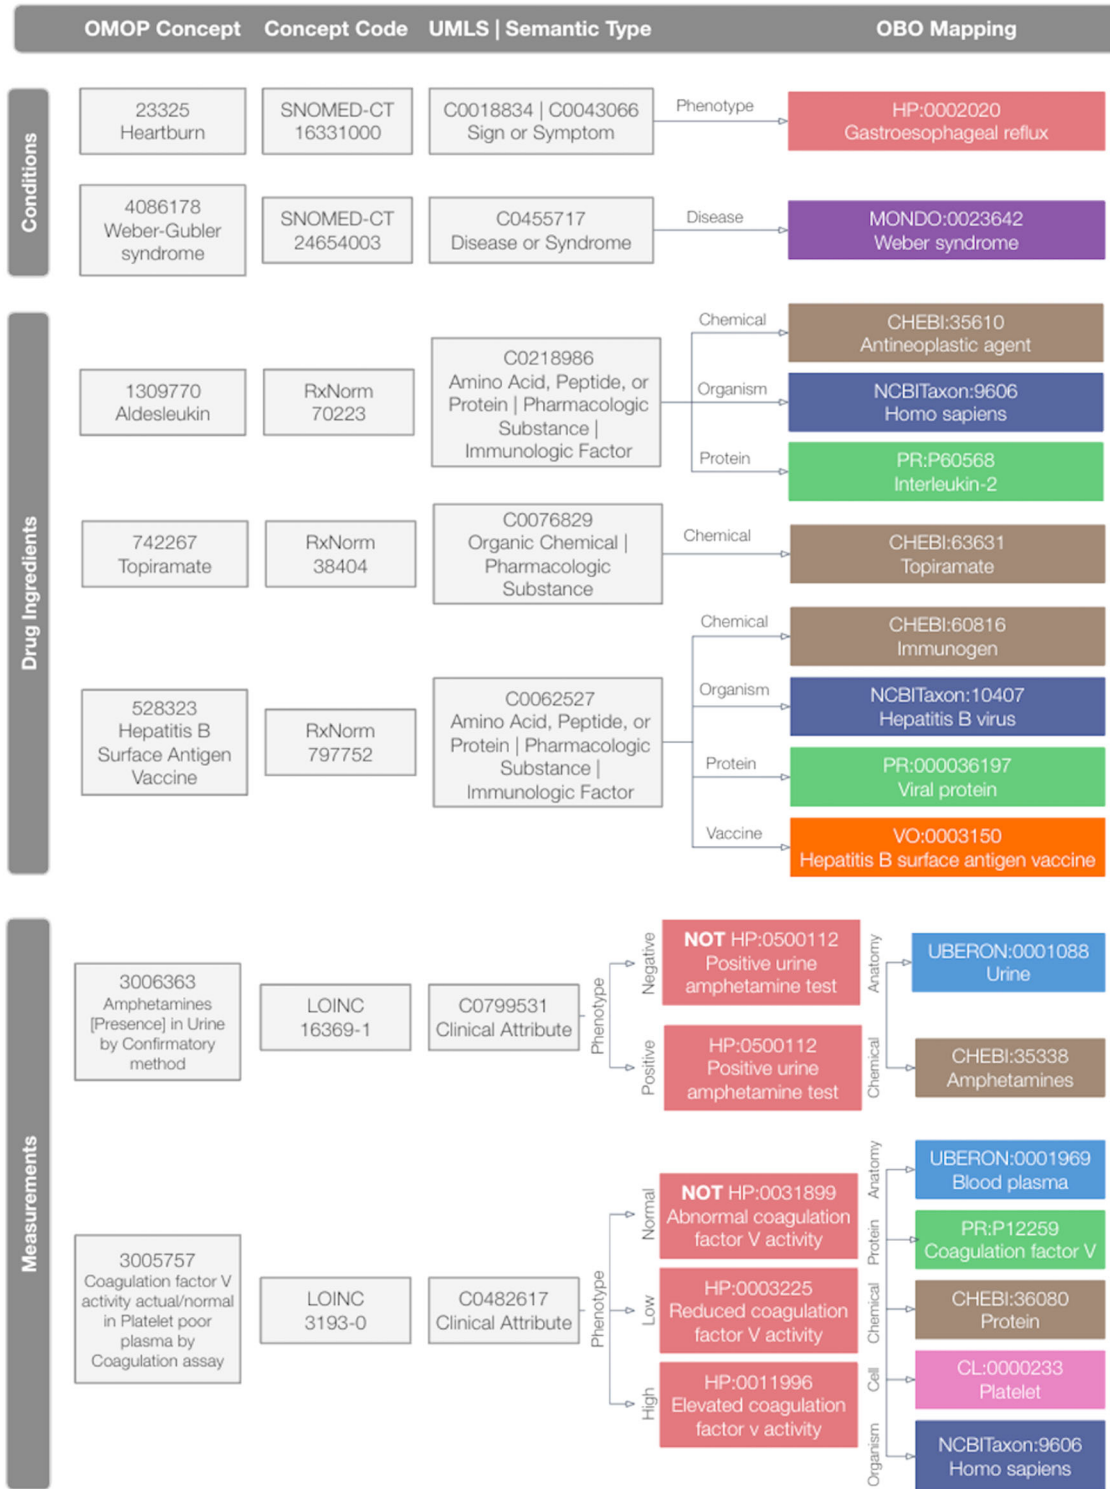 OMOP Concept
Concept Code
UMLS | Semantic Type
OBO Mapping
Conditions
23325
Heartburn
SNOMED-CT
16331000
C0018834 | C0043066
Sign or Symptom
Phenotype
HP:0002020
Gastroesophageal reflux
4086178
Weber-Gubler
syndrome
SNOMED-CT
24654003
C0455717
Disease or Syndrome
Disease
MONDO:0023642
Weber syndrome
Drug Ingredients
1309770
Aldesleukin
RxNorm
70223
C0218986
Amino Acid, Peptide, or
Protein | Pharmacologic
Substance |
Immunologic Factor
Chemical
CHEBI:35610
Antineoplastic agent
Organism
NCBITaxon:9606
Homo sapiens
Protein
PR:P60568
Interleukin-2
742267
Topiramate
RxNorm
38404
C0076829
Organic Chemical |
Pharmacologic
Substance
Chemical
CHEBI:63631
Topiramate
528323
Hepatitis B
Surface Antigen
Vaccine
RxNorm
797752
C0062527
Amino Acid, Peptide, or
Protein | Pharmacologic
Substance |
Immunologic Factor
Chemical
CHEBI:60816
Immunogen
Organism
NCBITaxon:10407
Hepatitis B virus
Protein
PR:000036197
Viral protein
Vaccine
VO:0003150
Hepatitis B surface antigen vaccine
Measurements
3006363
Amphetamines
[Presence] in Urine
by Confirmatory
method
LOINC
16369-1
C0799531
Clinical Attribute
Phenotype
Negative
NOT HP:0500112
Positive urine
amphetamine test
Positive
HP:0500112
Positive urine
amphetamine test
Anatomy
UBERON:0001088
Urine
Chemical
CHEBI:35338
Amphetamines
3005757
Coagulation factor V
activity actual/normal
in Platelet poor
plasma by
Coagulation assay
LOINC
3193-0
C0482617
Clinical Attribute
Phenotype
Normal
NOT HP:0031899
Abnormal coagulation
factor V activity
Low
HP:0003225
Reduced coagulation
factor V activity
High
HP:0011996
Elevated coagulation
factor v activity
Anatomy
UBERON:0001969
Blood plasma
Protein
PR:P12259
Coagulation factor V
Chemical
CHEBI:36080
Protein
Cell
CL:0000233
Platelet
Organism
NCBITaxon:9606
Homo sapiens